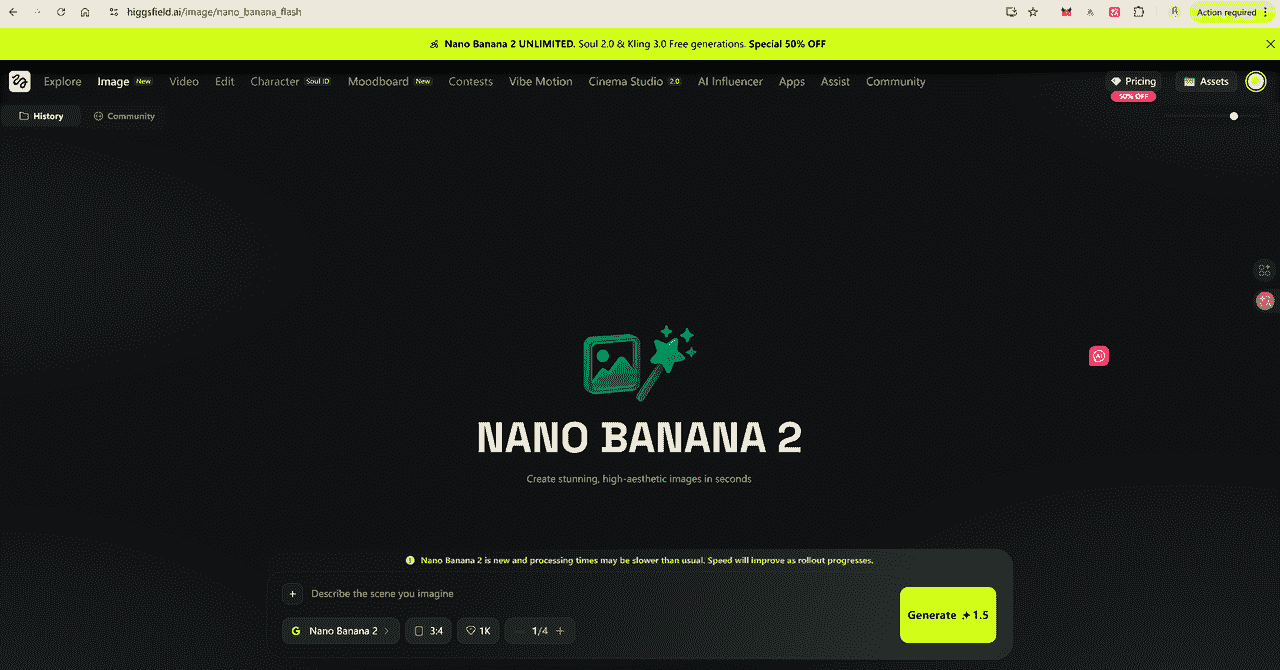 higgsfield.ai/image/nano_banana_flash
Action required
Nano Banana 2 UNLIMITED. Soul 2.0 & Kling 3.0 Free generations. Special 50% OFF
Explore Image New Video Edit Character Soul ID Moodboard New Contests Vibe Motion Cinema Studio 2.0 AI Influencer Apps Assist Community Pricing Assets
50% OFF
History Community
AI
NANO BANANA 2
Create stunning, high-aesthetic images in seconds
Nano Banana 2 is new and processing times may be slower than usual. Speed will improve as rollout progresses.
Describe the scene you imagine
Generate 1.5
G Nano Banana 2 3:4 1K 1/4